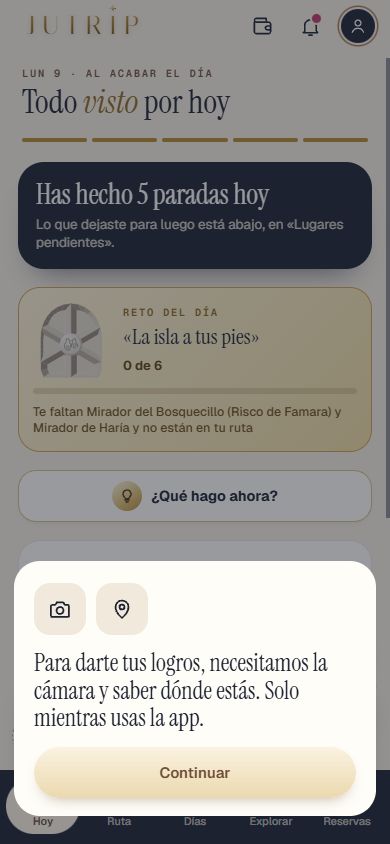 JUTRIP
LUN 9 · AL ACABAR EL DÍA
Todo visto por hoy
Has hecho 5 paradas hoy
Lo que dejaste para luego está abajo, en «Lugares
pendientes».
RETO DEL DÍA
«La isla a tus pies»
0 de 6
Te faltan Mirador del Bosquecillo (Risco de Famara) y
Mirador de Haría y no están en tu ruta
¿Qué hago ahora?
Para darte tus logros, necesitamos la
cámara y saber dónde estás. Solo
mientras usas la app.
Continuar
Hoy Ruta Días Explorar Reservas